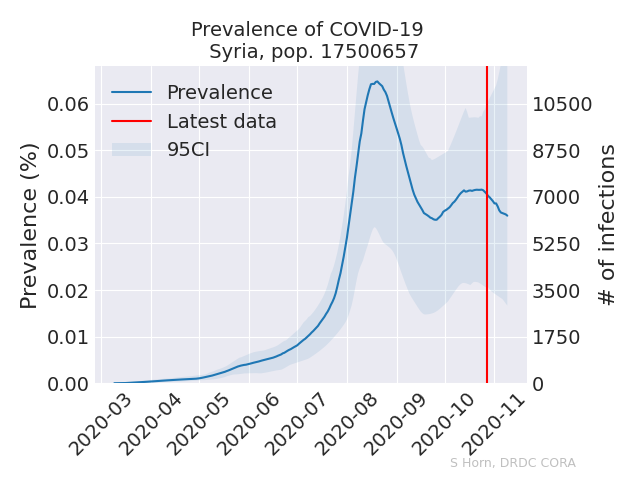 Prevalence of COVID-19
Syria, pop. 17500657
Prevalence
Latest data
95CI
Prevalence (%)
0.06
0.05
0.04
0.03
0.02
0.01
0.00
10500
8750
7000
5250
3500
1750
0
# of infections
2020-03
2020-04
2020-05
2020-06
2020-07
2020-08
2020-09
2020-10
2020-11
S Horn, DRDC CORA